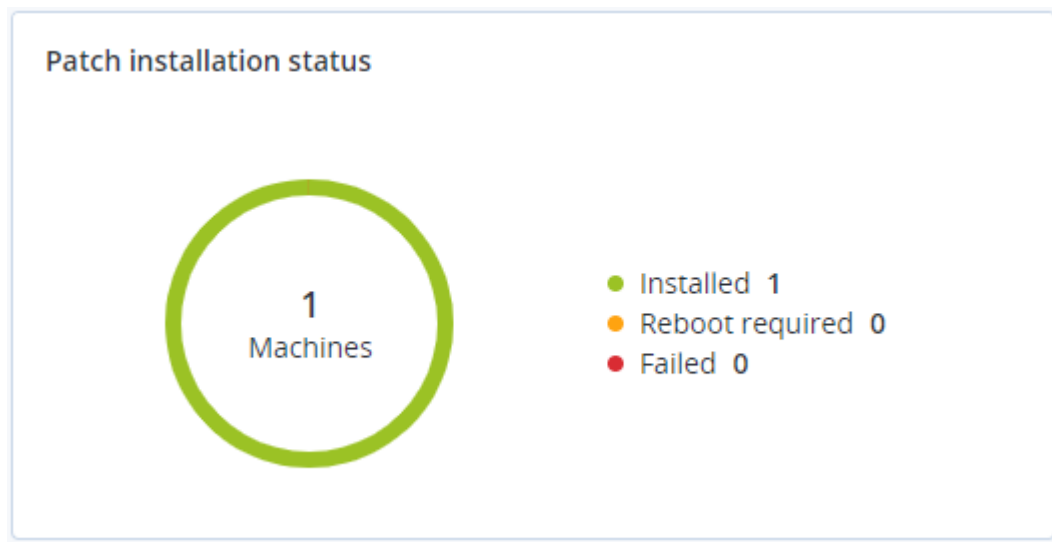 Patch installation status
1
Machines
Installed 1
Reboot required 0
Failed 0